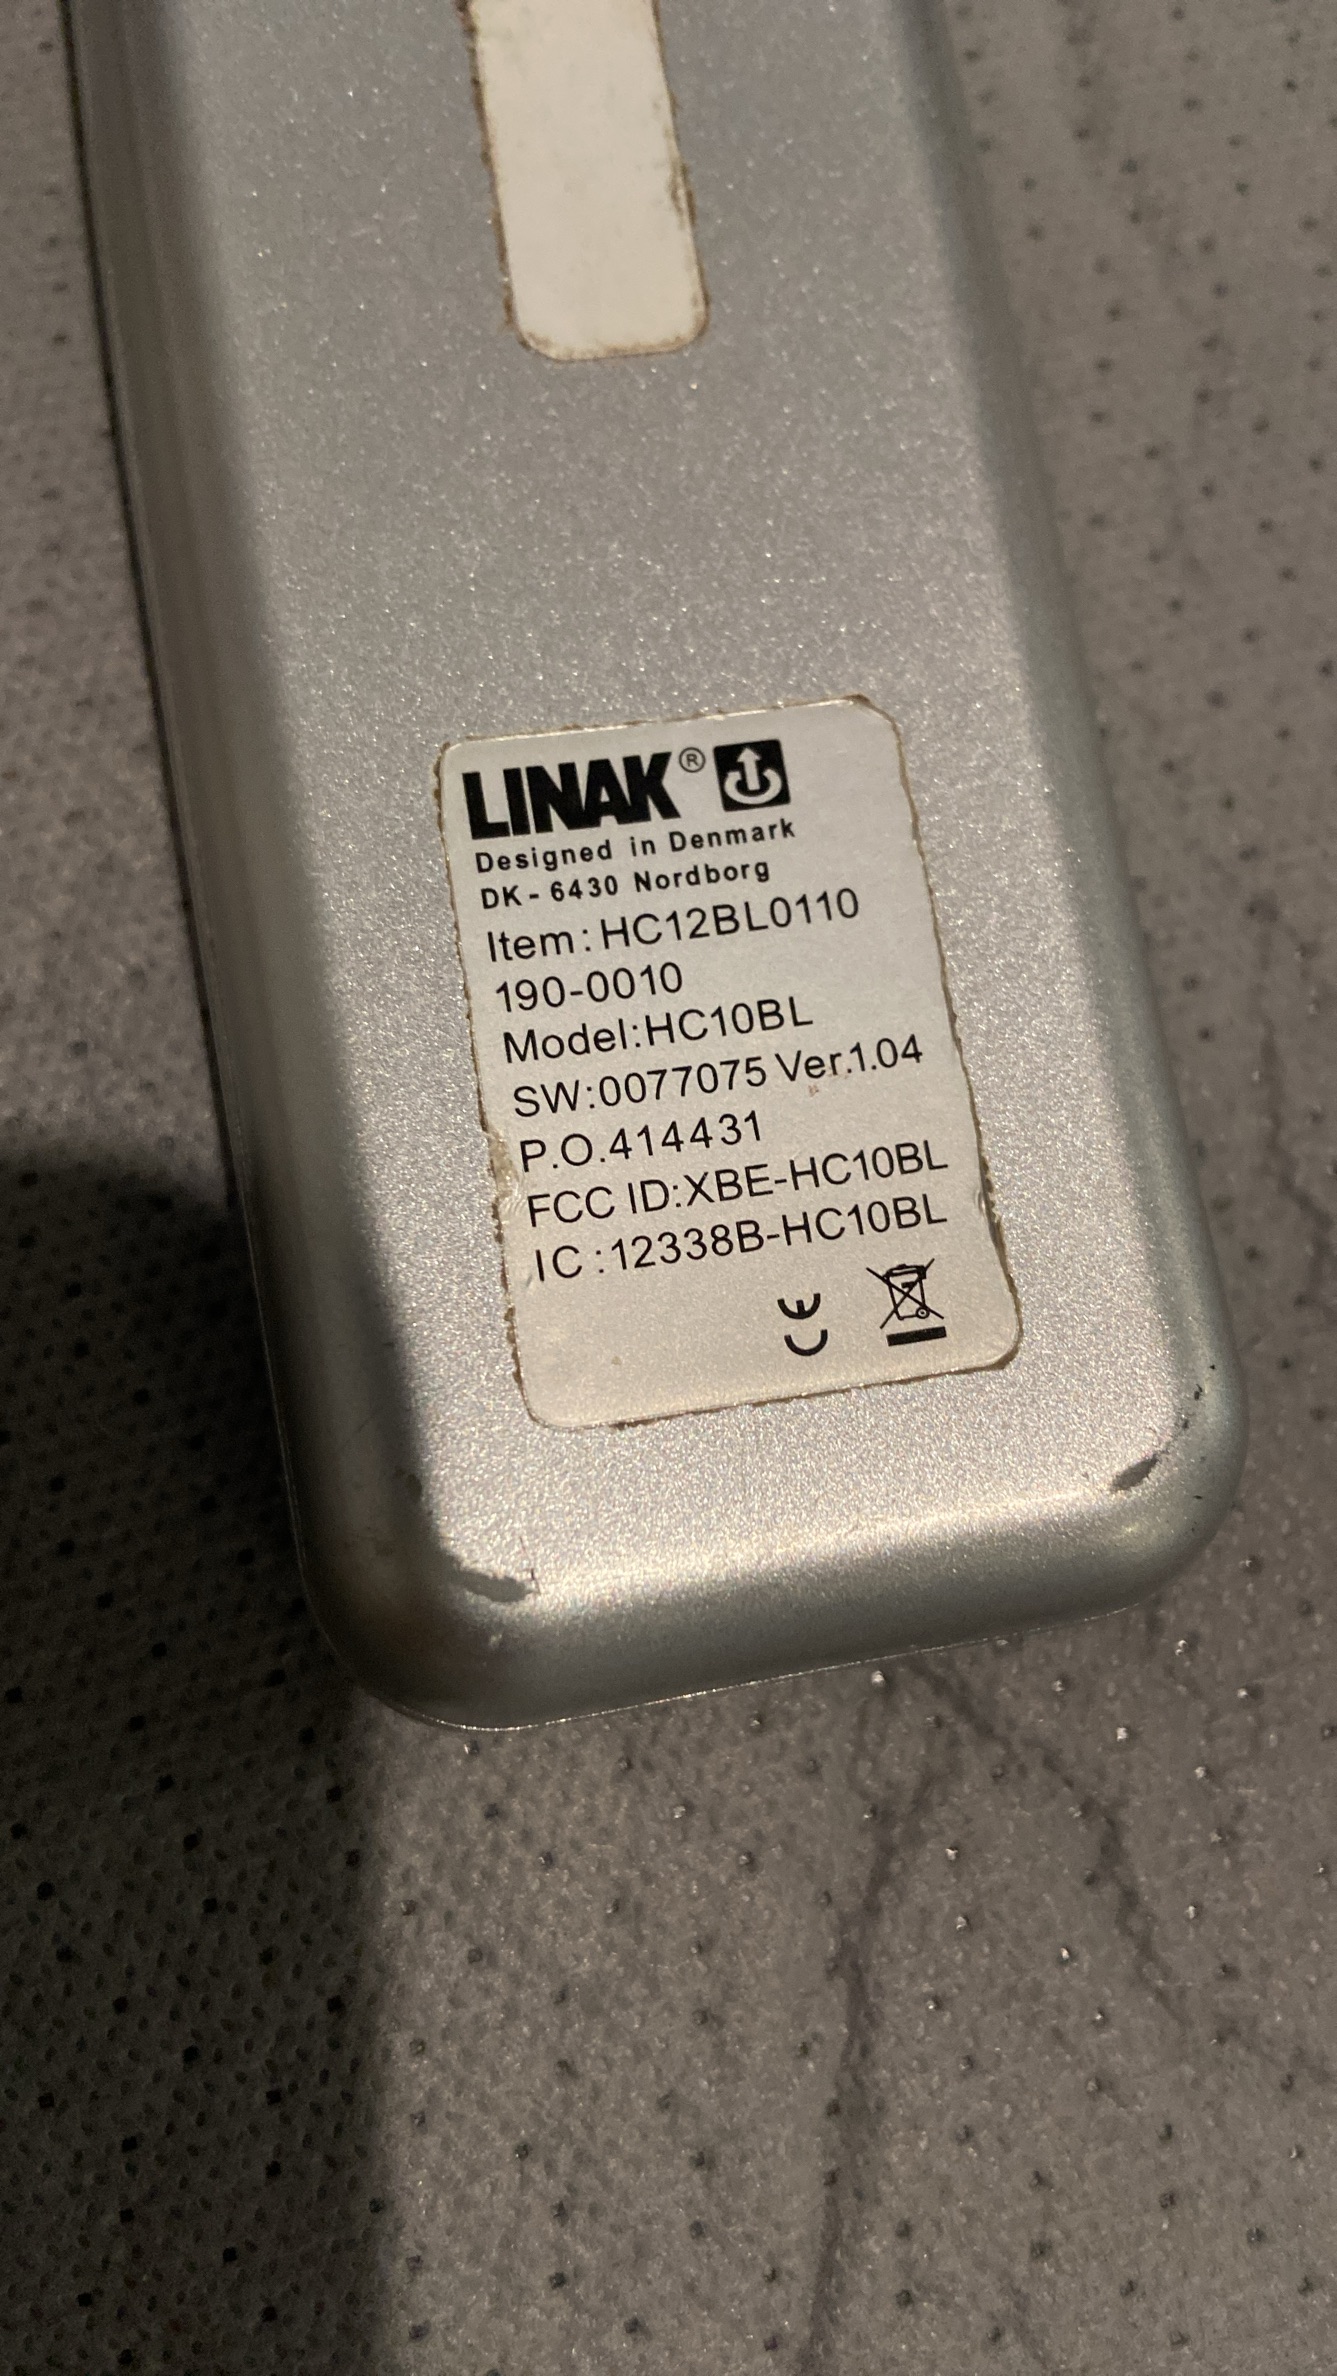 LINAK®
Designed in Denmark
DK - 6430 Nordborg
Item: HC12BL0110
190-0010
Model:HC10BL
SW:0077075 Ver.1.04
P.O.414431
FCC ID:XBE-HC10BL
IC :12338B-HC10BL
CE